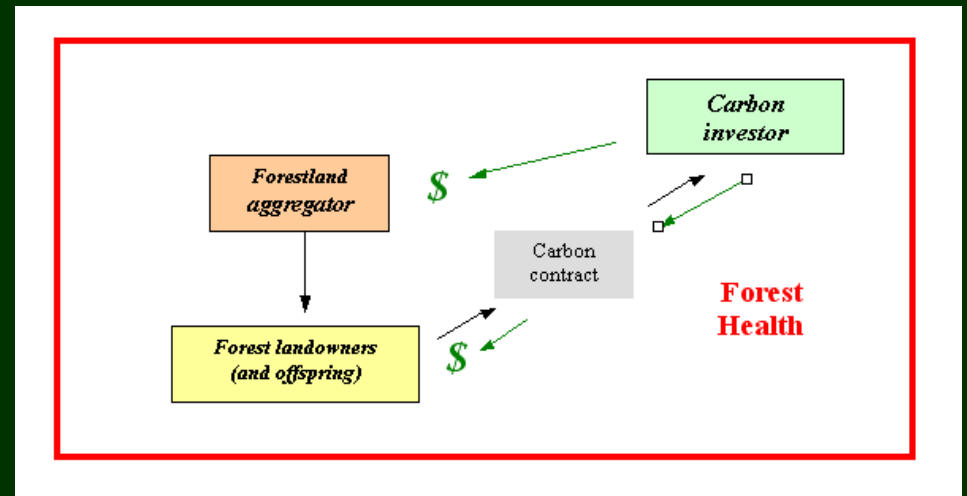 Carbon
investor
Forestland
aggregator
$
Carbon
contract
Forest
Health
Forest landowners
(and offspring)
$